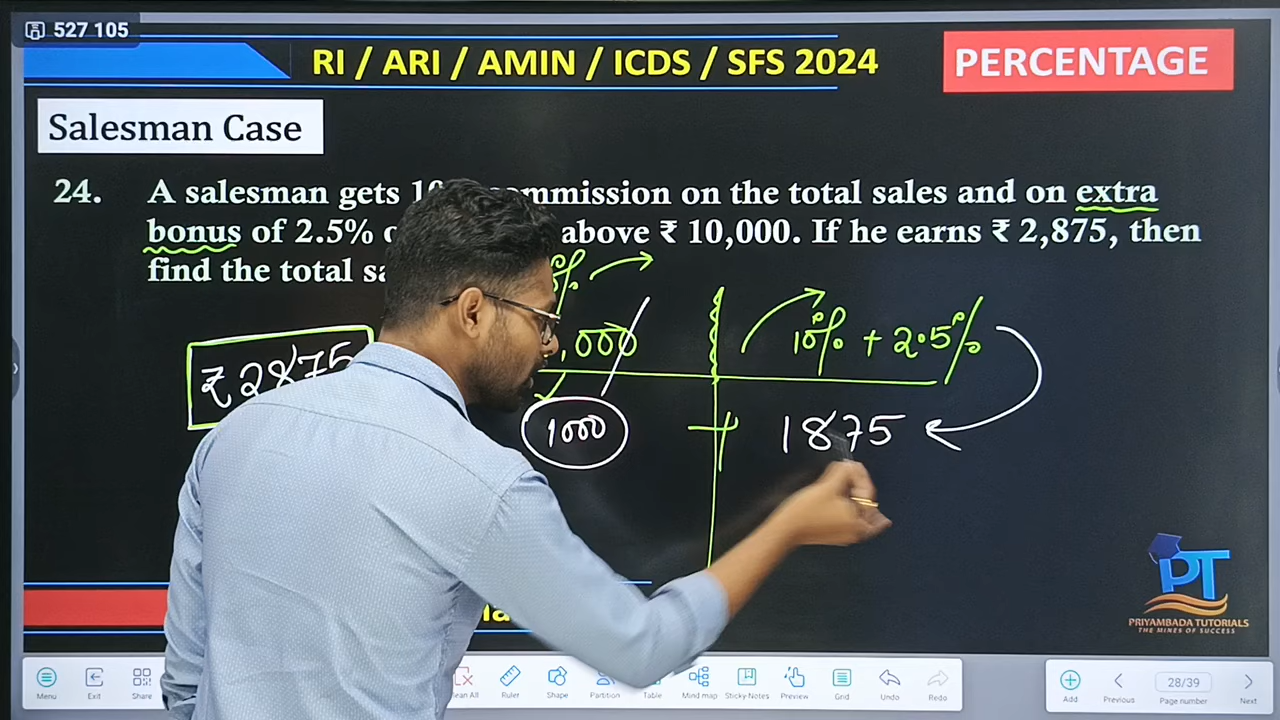 527 105
RI / ARI / AMIN / ICDS / SFS 2024
PERCENTAGE
Salesman Case
24. A salesman gets commission on the total sales and on extra
bonus of 2.5% above ₹ 10,000. If he earns ₹ 2,875, then
find the total
% 
,000
10% + 2.5%
₹2875
1000 + 1875
PT
PRIYAMBADA TUTORIALS
THE MINES OF SUCCESS
Menu Exit Share Ruler Shape Partition Table Mind map Sticky-Notes Preview Grid Undo Redo
Add Previous 28/39 Next
Page number